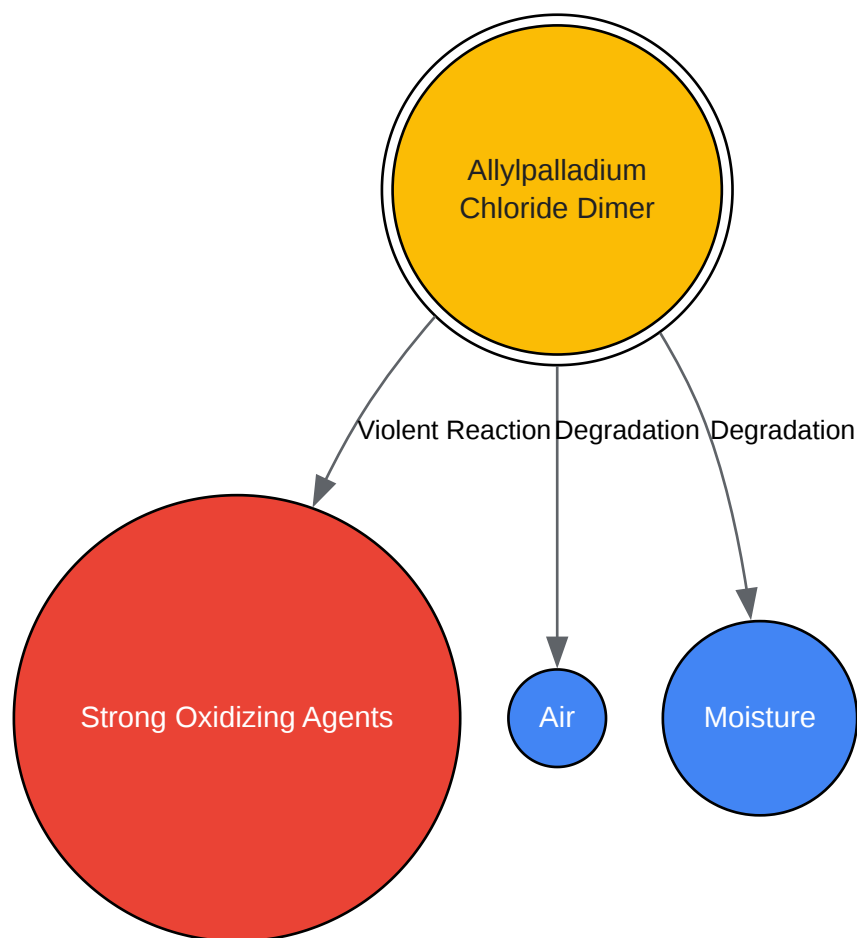 Allylpalladium
Chloride Dimer
Violent Reaction
Degradation
Degradation
Strong Oxidizing Agents
Air
Moisture